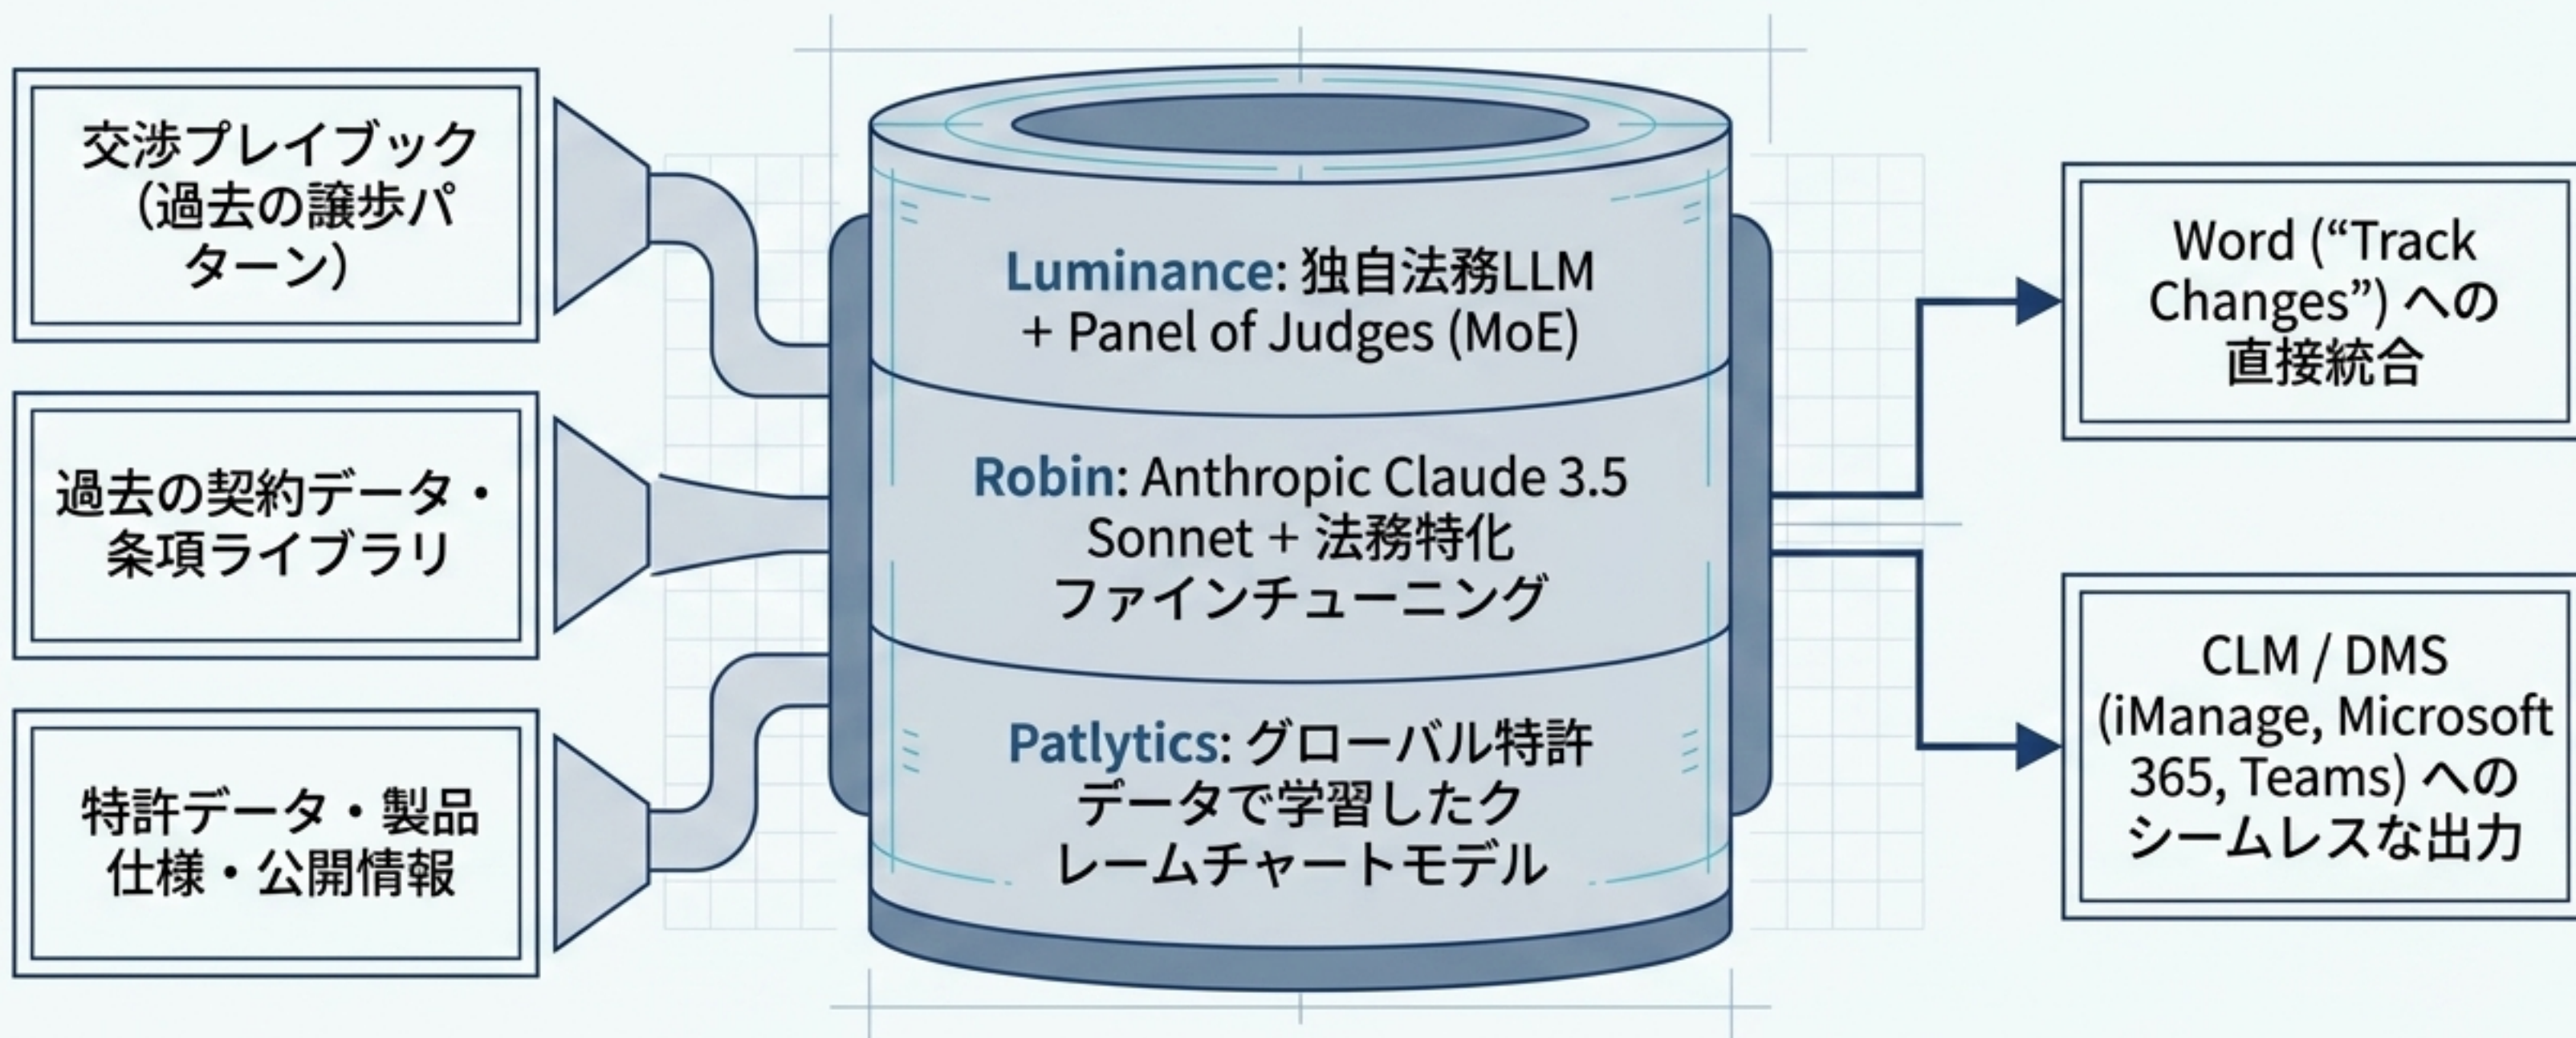 交渉プレイブック
（過去の譲歩パ
ターン）
過去の契約データ・
条項ライブラリ
特許データ・製品
仕様・公開情報
Luminance: 独自法務LLM
+ Panel of Judges (MoE)
Robin: Anthropic Claude 3.5
Sonnet + 法務特化
ファインチューニング
Patlytics: グローバル特許
データで学習したク
レームチャートモデル
Word (“Track
Changes”) への
直接統合
CLM / DMS
(iManage, Microsoft
365, Teams) への
シームレスな出力